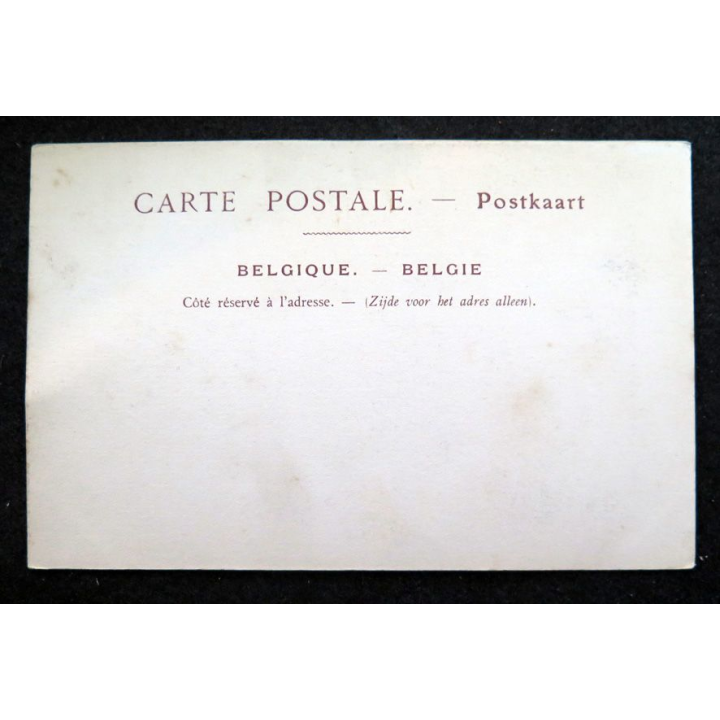 CARTE POSTALE. — Postkaart
BELGIQUE. — BELGIE
Côté réservé à l'adresse. — (Zijde voor het adres alleen).